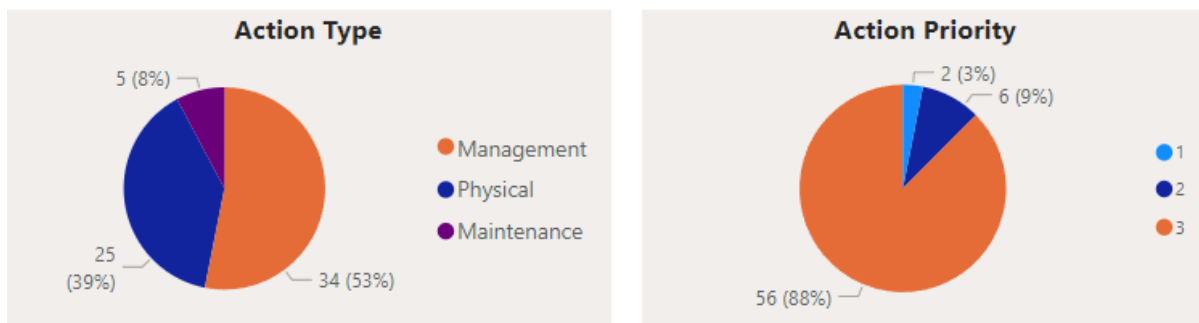 Action Type
5 (8%)
Management
Physical
Maintenance
25
(39%)
34 (53%)
Action Priority
2 (3%)
6 (9%)
1
2
3
56 (88%)